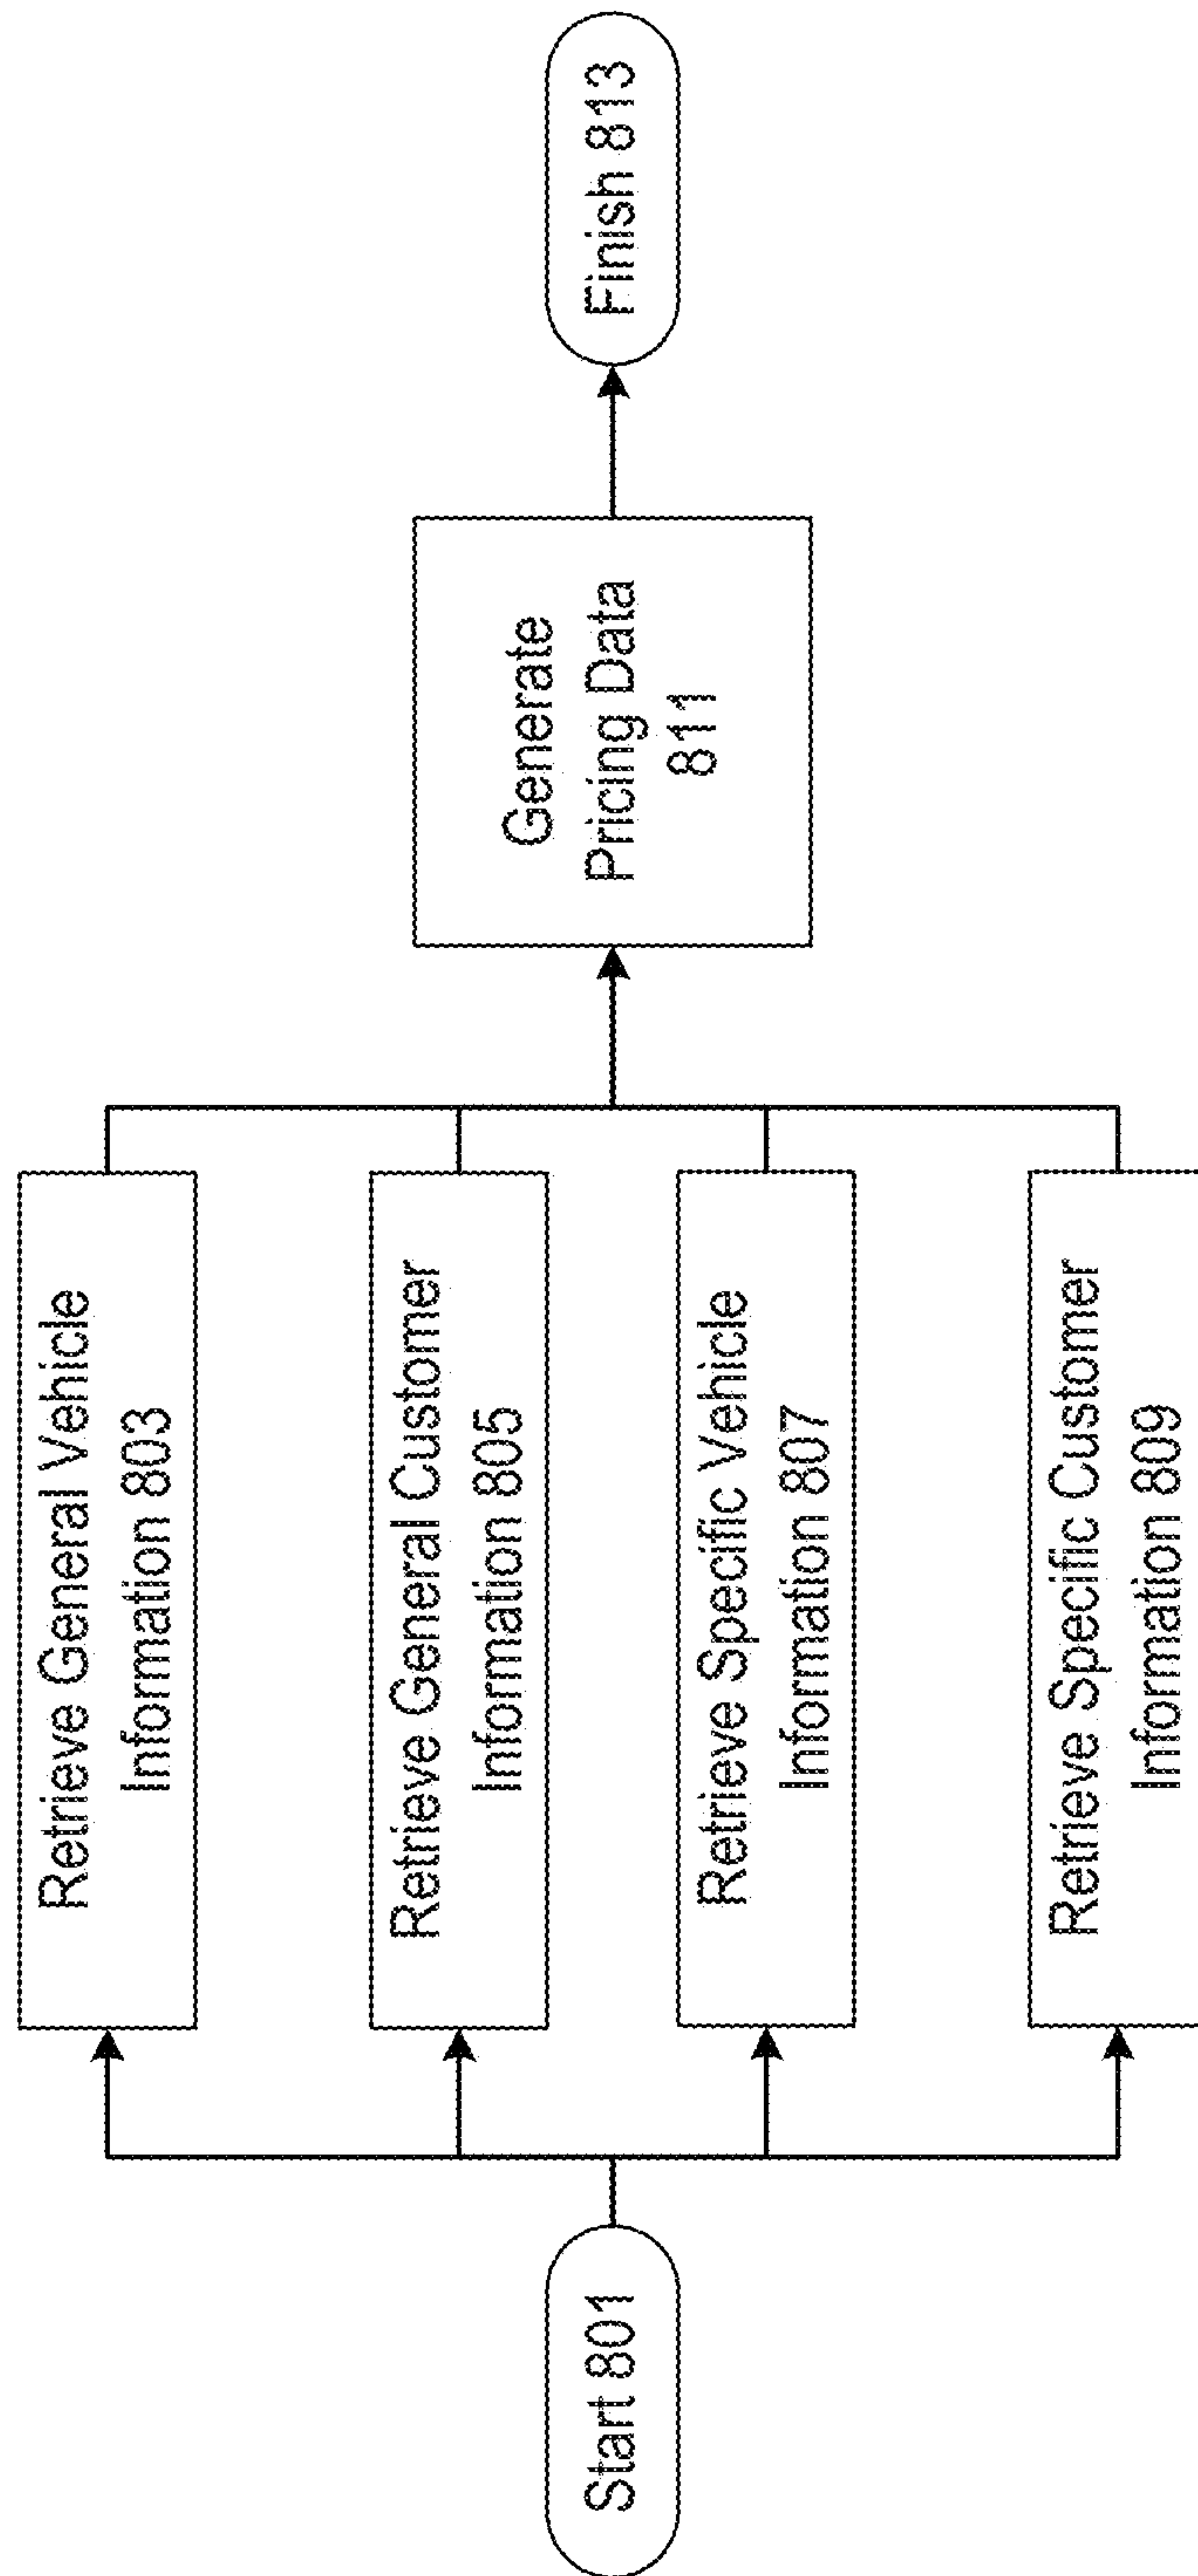 Start 801
Retrieve General Vehicle
Information 803
Retrieve General Customer
Information 805
Retrieve Specific Vehicle
Information 807
Retrieve Specific Customer
Information 809
Generate
Pricing Data
811
Finish 813